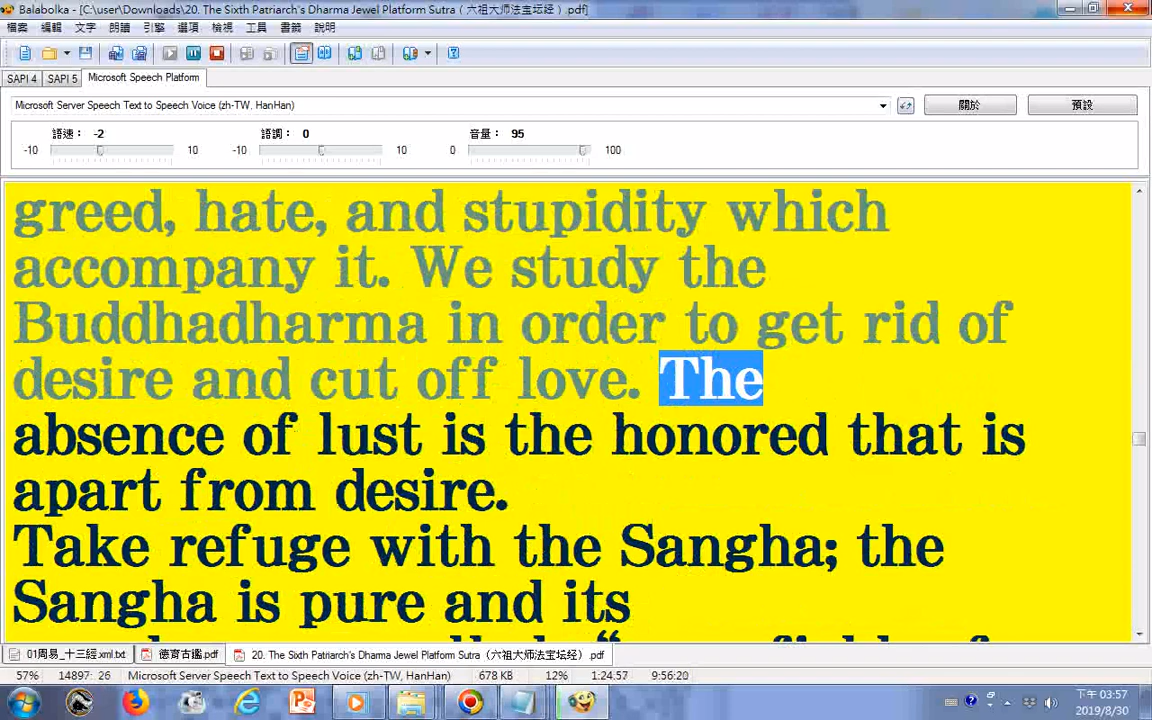 Balabolka - [C:\user\Downloads\20. The Sixth Patriarch's Dharma Jewel Platform Sutra（六祖大师法宝坛经）.pdf]
檔案 編輯 文字 朗讀 引擎 選項 檢視 工具 書籤 說明
SAPI 4 SAPI 5 Microsoft Speech Platform
Microsoft Server Speech Text to Speech Voice (zh-TW, HanHan) 關於 預設
語速： -2 語調： 0 音量： 95
-10 10 -10 10 0 100
greed, hate, and stupidity which
accompany it. We study the
Buddhadharma in order to get rid of
desire and cut off love. The
absence of lust is the honored that is
apart from desire.
Take refuge with the Sangha; the
Sangha is pure and its
01周易_十三經.xml.txt 德育古鑑.pdf 20. The Sixth Patriarch's Dharma Jewel Platform Sutra（六祖大师法宝坛经）.pdf
57% 14897: 26 Microsoft Server Speech Text to Speech Voice (zh-TW, HanHan) 678 KB 12% 1:24:57 9:56:20
下午 03:57
2019/8/30